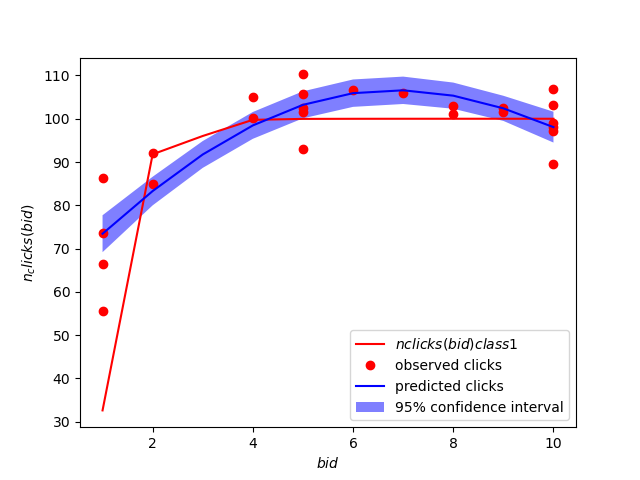 110
100
90
80
70
60
50
40
30
n_clicks(bid)
2
4
6
8
10
bid
nclicks(bid)class1
observed clicks
predicted clicks
95% confidence interval